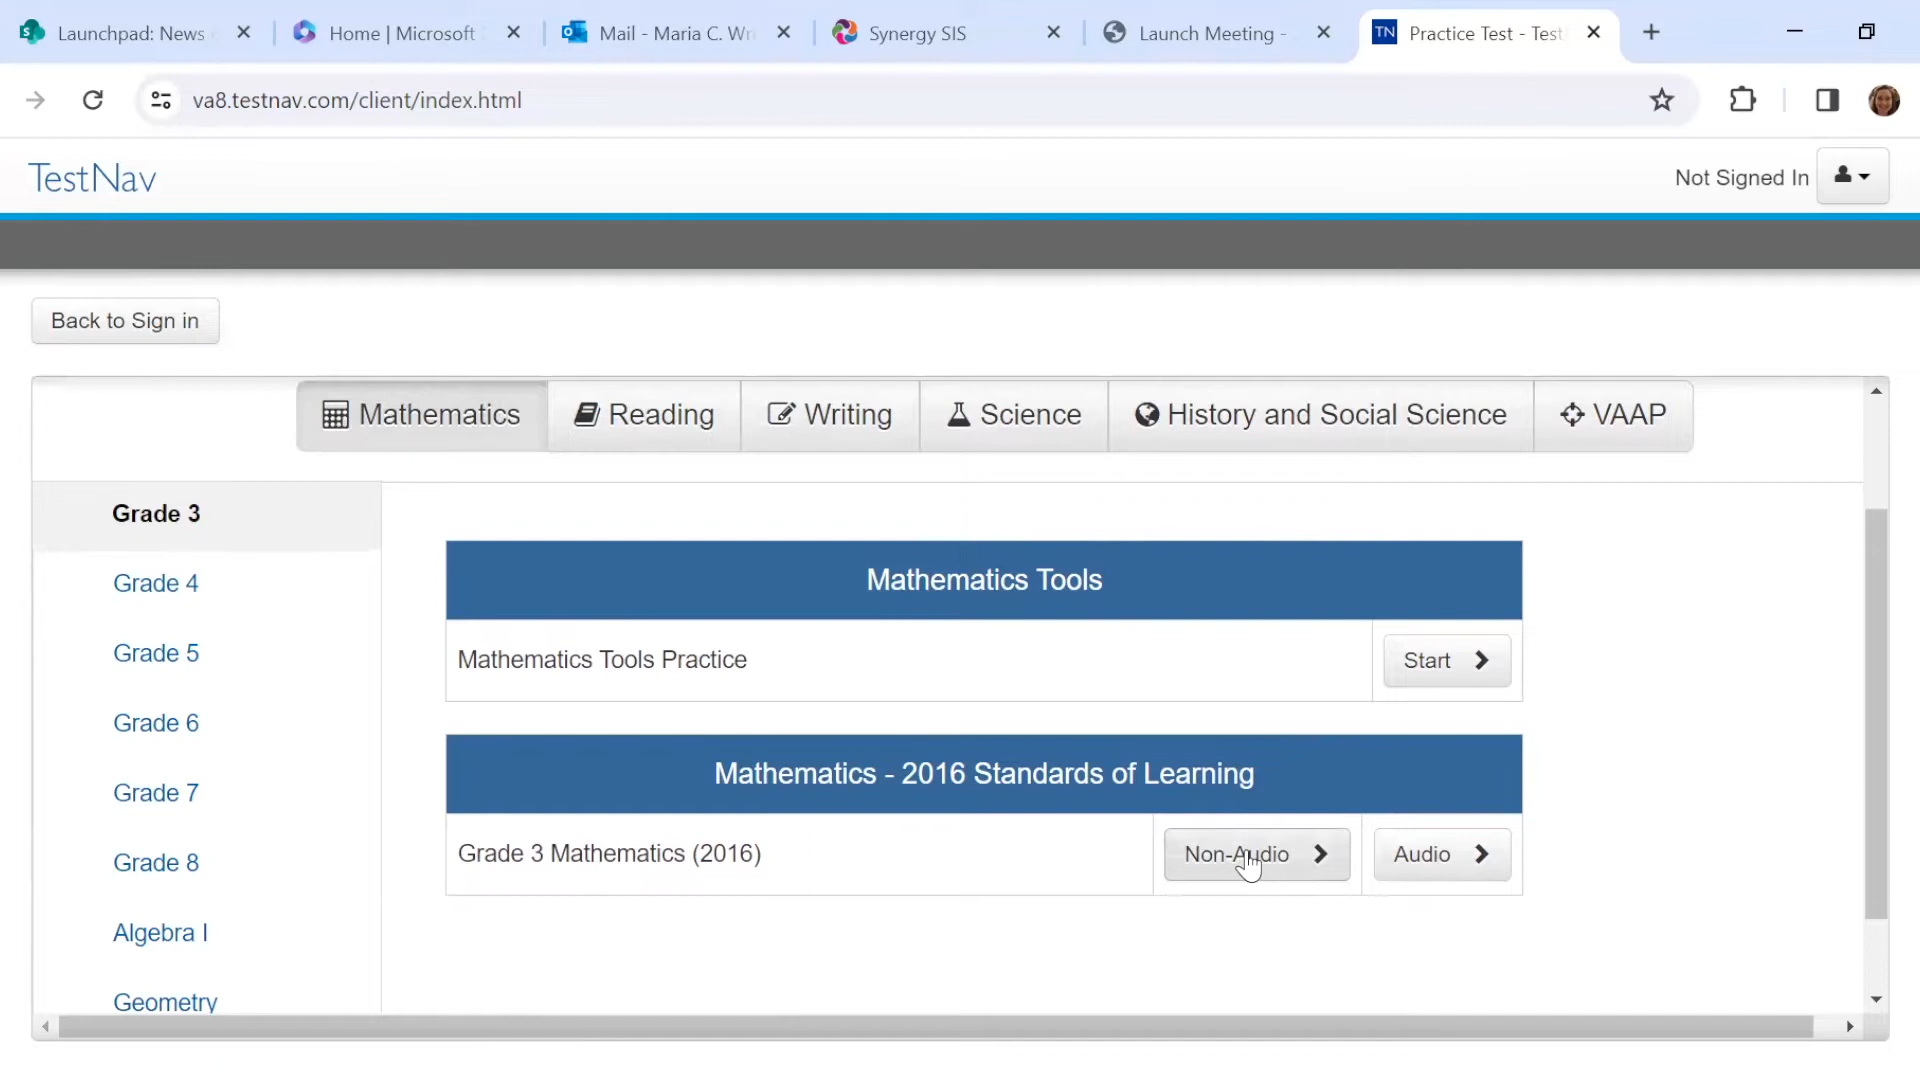 Launchpad: News
Home | Microsoft
Mail - Maria C. Wr
Synergy SIS
Launch Meeting -
TN Practice Test - Test
va8.testnav.com/client/index.html
TestNav
Not Signed In
Back to Sign in
Mathematics
Reading
Writing
Science
History and Social Science
VAAP
Grade 3
Grade 4
Grade 5
Grade 6
Grade 7
Grade 8
Algebra I
Geometry
Mathematics Tools
Mathematics Tools Practice
Start
Mathematics - 2016 Standards of Learning
Grade 3 Mathematics (2016)
Non-Audio
Audio